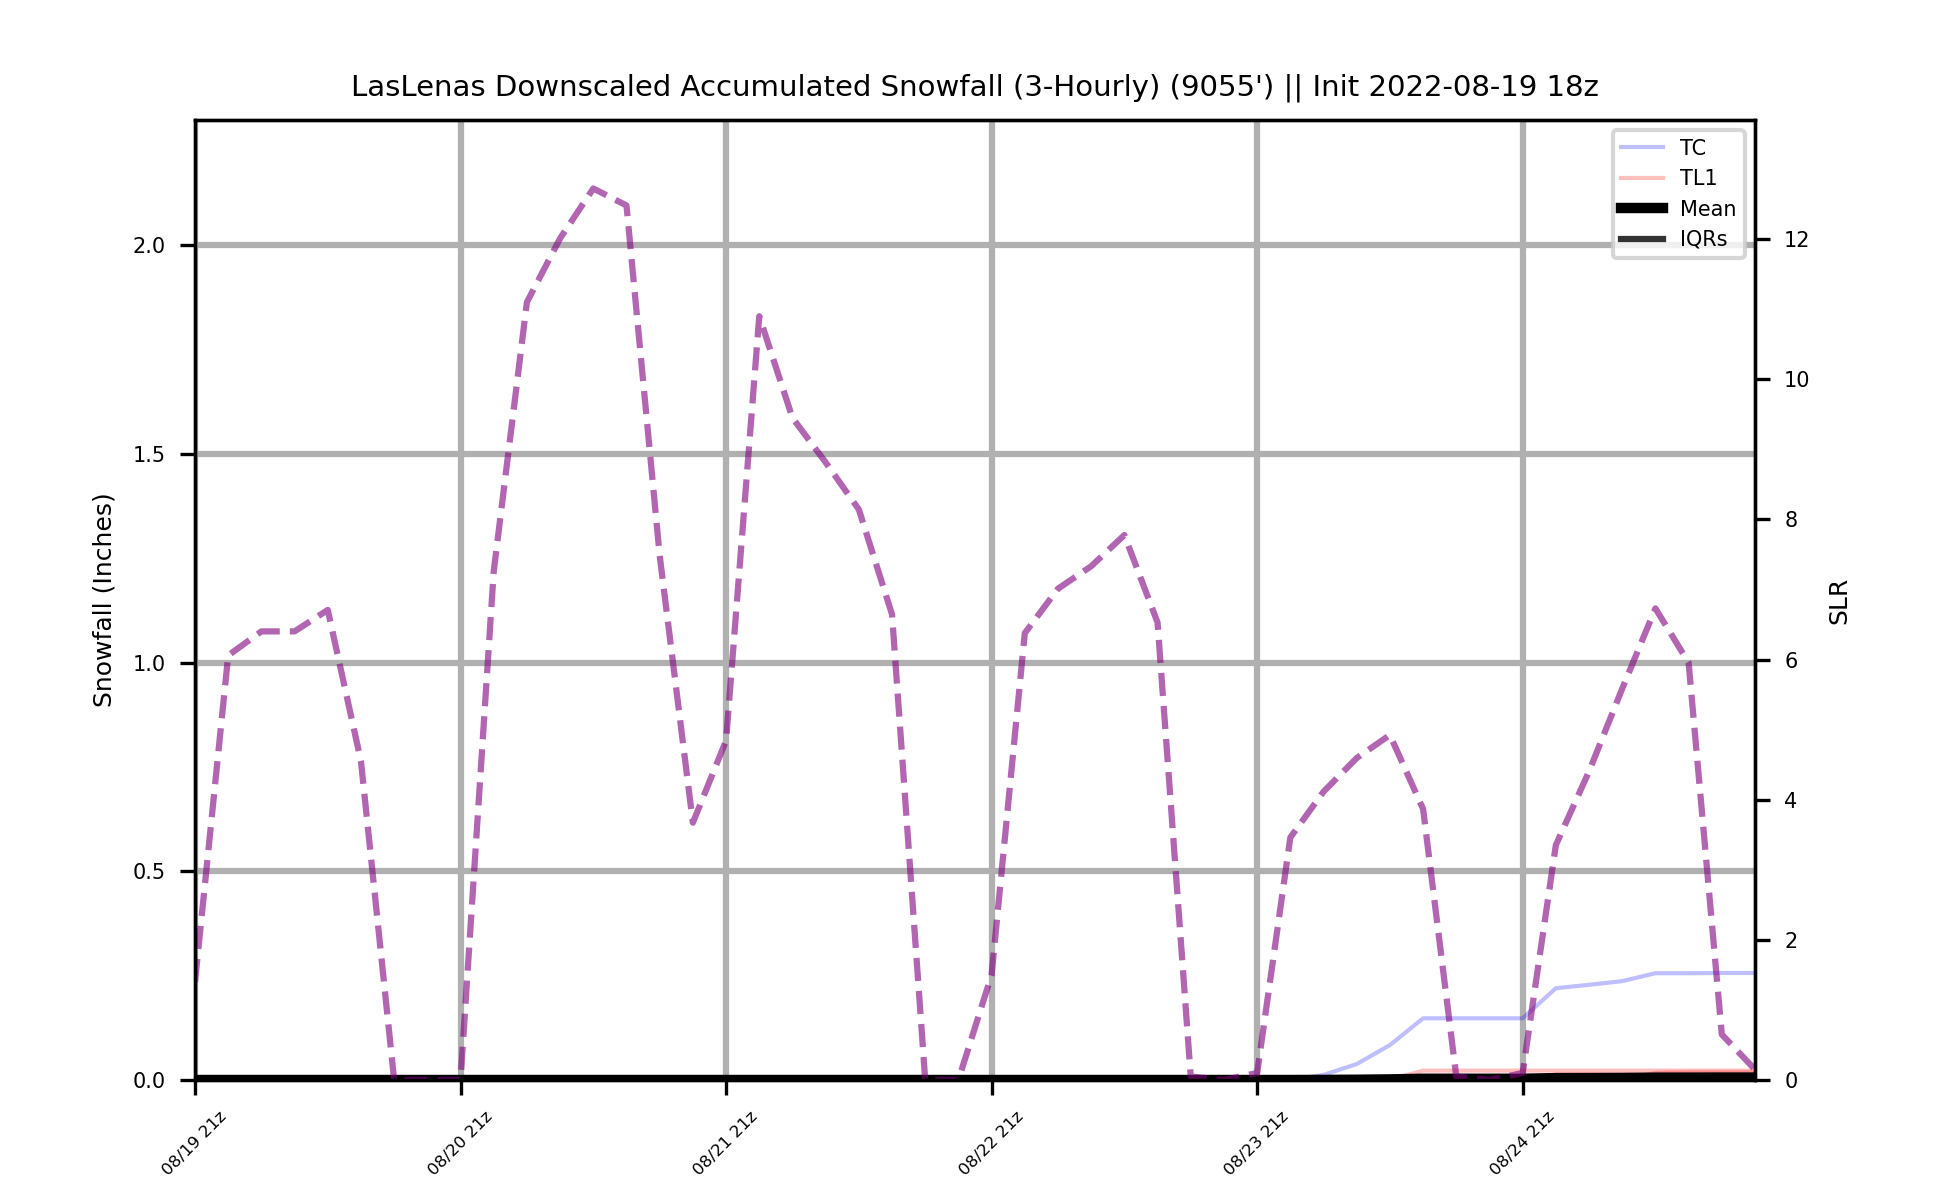 LasLenas Downscaled Accumulated Snowfall (3-Hourly) (9055') || Init 2022-08-19 18z
TC
TL1
Mean
IQRs
Snowfall (Inches)
2.0
1.5
1.0
0.5
0.0
12
10
8
6
4
2
0
SLR
08/19 21z
08/20 21z
08/21 21z
08/22 21z
08/23 21z
08/24 21z